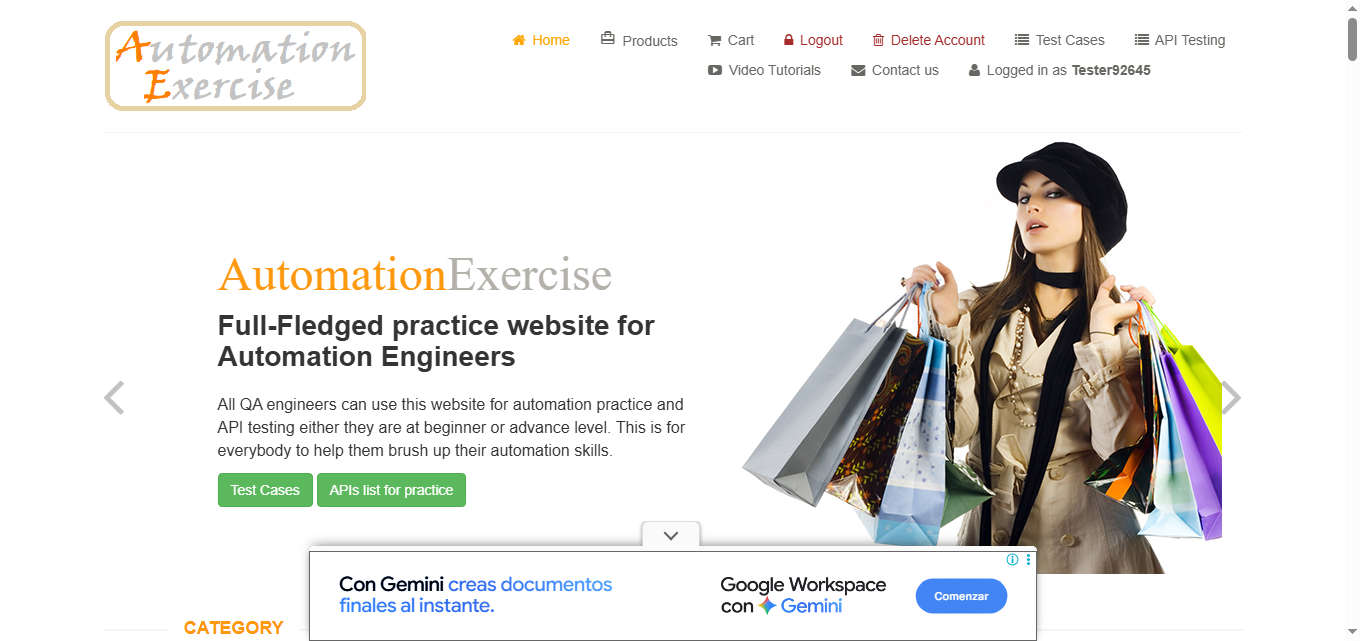 Automation
Exercise
Home Products Cart Logout Delete Account Test Cases API Testing
Video Tutorials Contact us Logged in as Tester92645
AutomationExercise
Full-Fledged practice website for
Automation Engineers
All QA engineers can use this website for automation practice and
API testing either they are at beginner or advance level. This is for
everybody to help them brush up their automation skills.
Test Cases APIs list for practice
Con Gemini creas documentos
finales al instante.
Google Workspace
con Gemini
Comenzar
CATEGORY